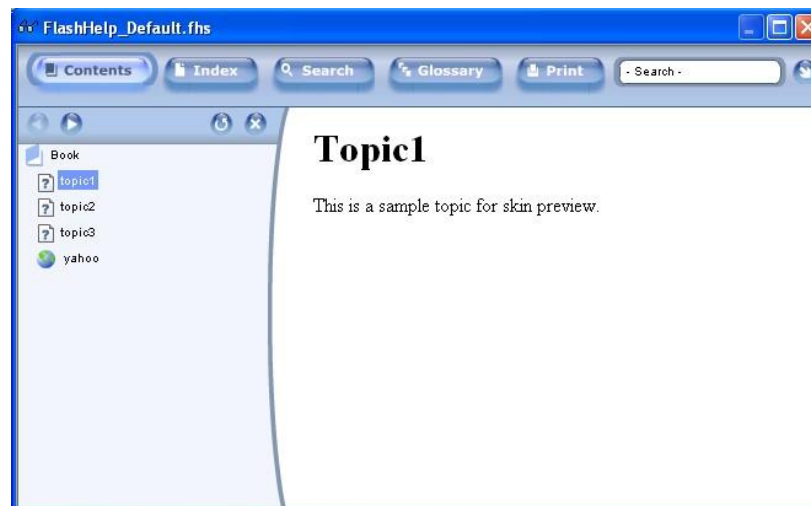 FlashHelp_Default.fhs
Contents Index Search Glossary Print - Search -
Book
topic1
topic2
topic3
yahoo
Topic1
This is a sample topic for skin preview.